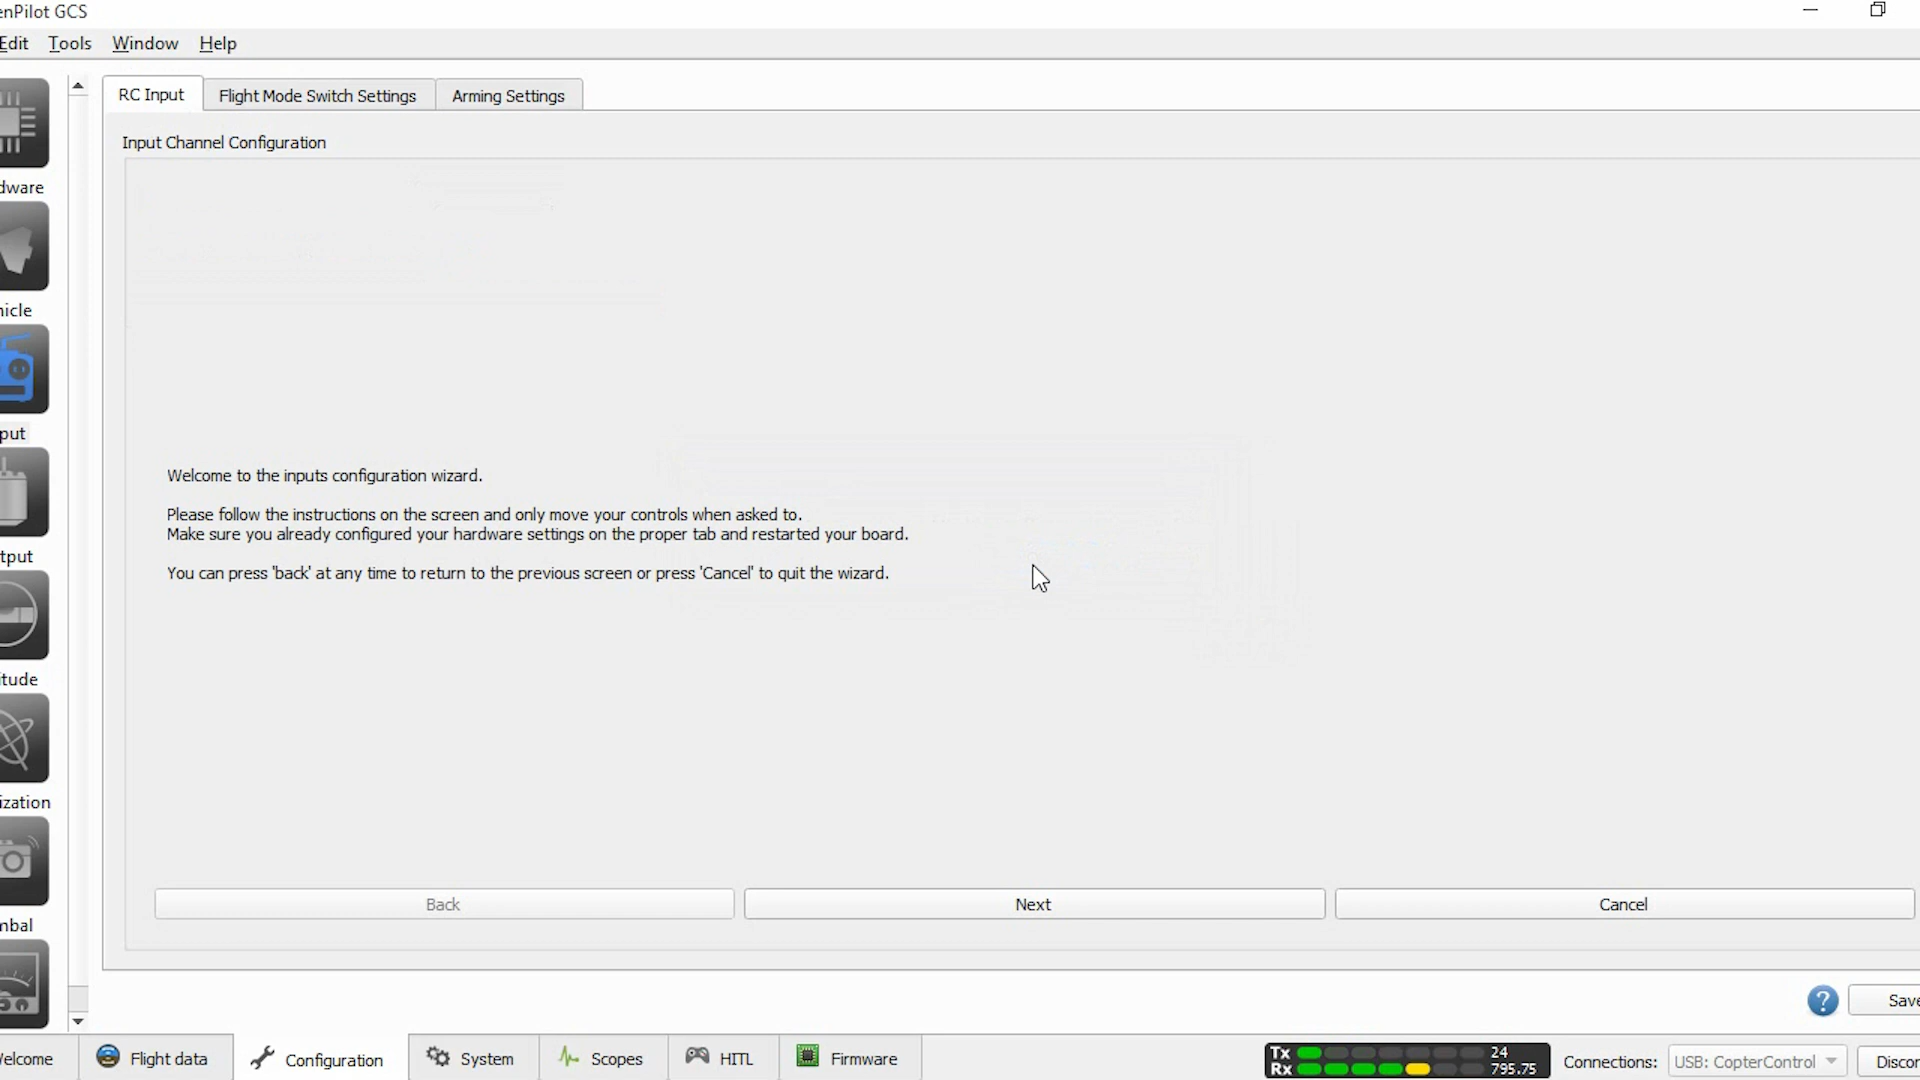 enPilot GCS
Edit Tools Window Help
RC Input Flight Mode Switch Settings Arming Settings
Input Channel Configuration
dware
hicle
put
tput
itude
ization
mbal
Welcome to the inputs configuration wizard.
Please follow the instructions on the screen and only move your controls when asked to.
Make sure you already configured your hardware settings on the proper tab and restarted your board.
You can press 'back' at any time to return to the previous screen or press 'Cancel' to quit the wizard.
Back Next Cancel
? Save
elcome Flight data Configuration System Scopes HITL Firmware
Tx 24
Rx 795.75
Connections: USB: CopterControl Discon